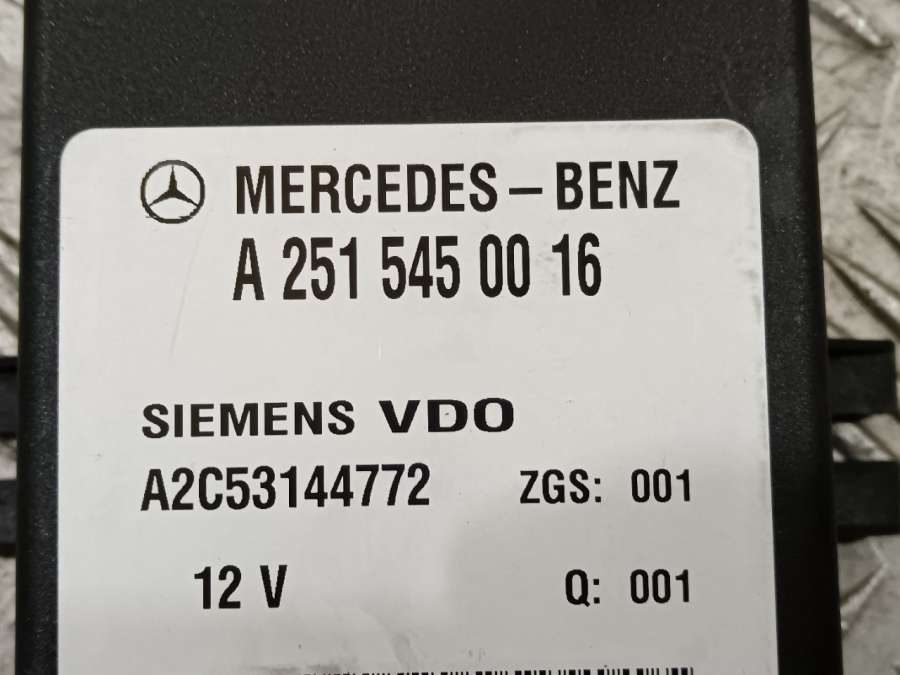 MERCEDES – BENZ
A 251 545 00 16
SIEMENS VDO
A2C53144772 ZGS: 001
12 V Q: 001